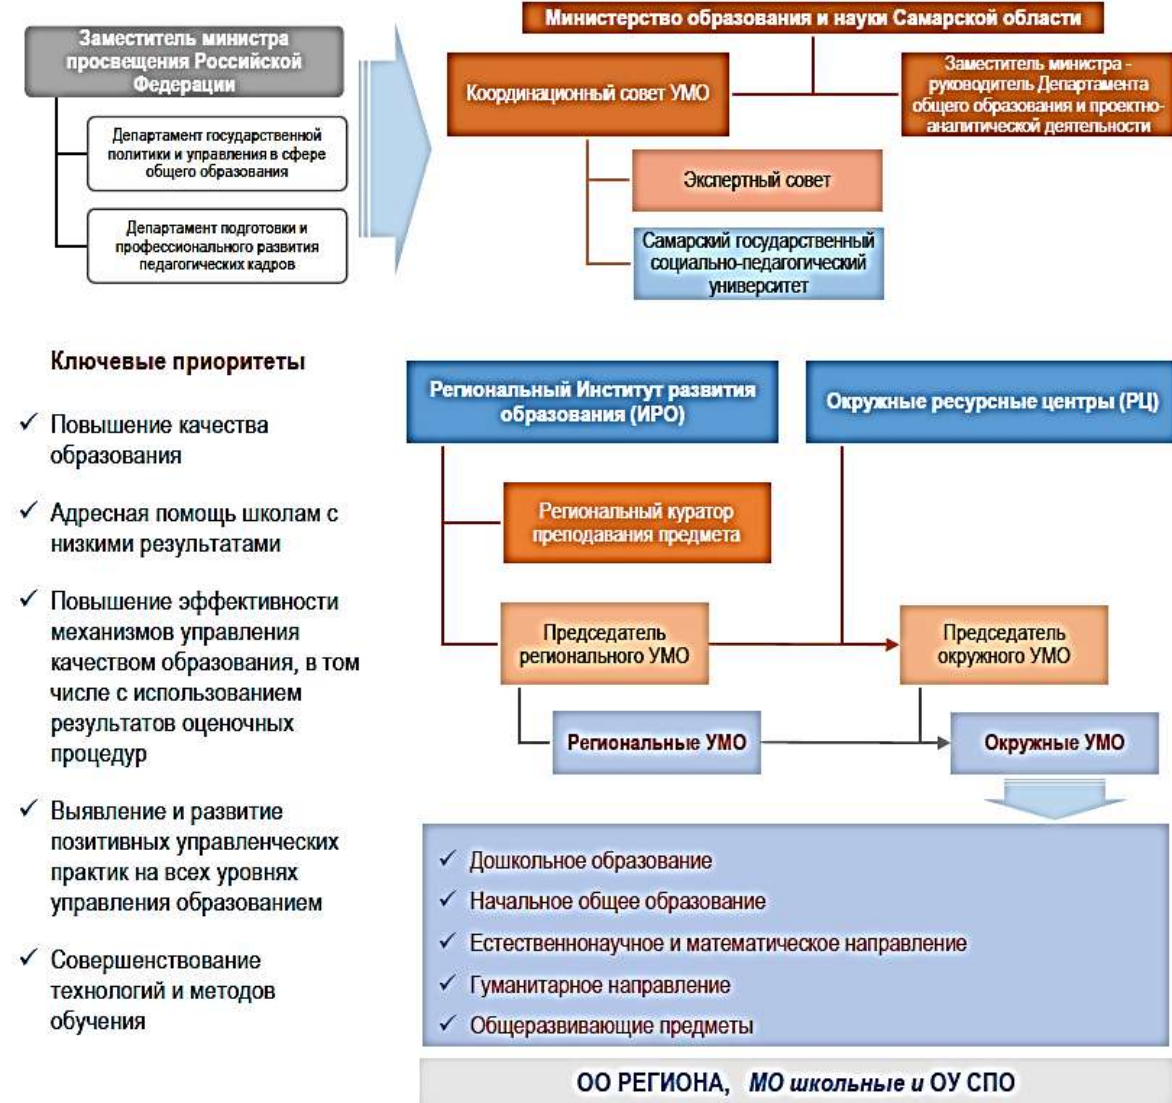 Заместитель министра
просвещения Российской
Федерации
Департамент государственной
политики и управления в сфере
общего образования
Департамент подготовки и
профессионального развития
педагогических кадров
Министерство образования и науки Самарской области
Координационный совет УМО
Заместитель министра -
руководитель Департамента
общего образования и проектно-
аналитической деятельности
Экспертный совет
Самарский государственный
социально-педагогический
университет
Ключевые приоритеты
✓ Повышение качества
образования
✓ Адресная помощь школам с
низкими результатами
✓ Повышение эффективности
механизмов управления
качеством образования, в том
числе с использованием
результатов оценочных
процедур
✓ Выявление и развитие
позитивных управленческих
практик на всех уровнях
управления образованием
✓ Совершенствование
технологий и методов
обучения
Региональный Институт развития
образования (ИРО)
Окружные ресурсные центры (РЦ)
Региональный куратор
преподавания предмета
Председатель
регионального УМО
Председатель
окружного УМО
Региональные УМО
Окружные УМО
✓ Дошкольное образование
✓ Начальное общее образование
✓ Естественнонаучное и математическое направление
✓ Гуманитарное направление
✓ Общеразвивающие предметы
ОО РЕГИОНА, МО школьные и ОУ СПО